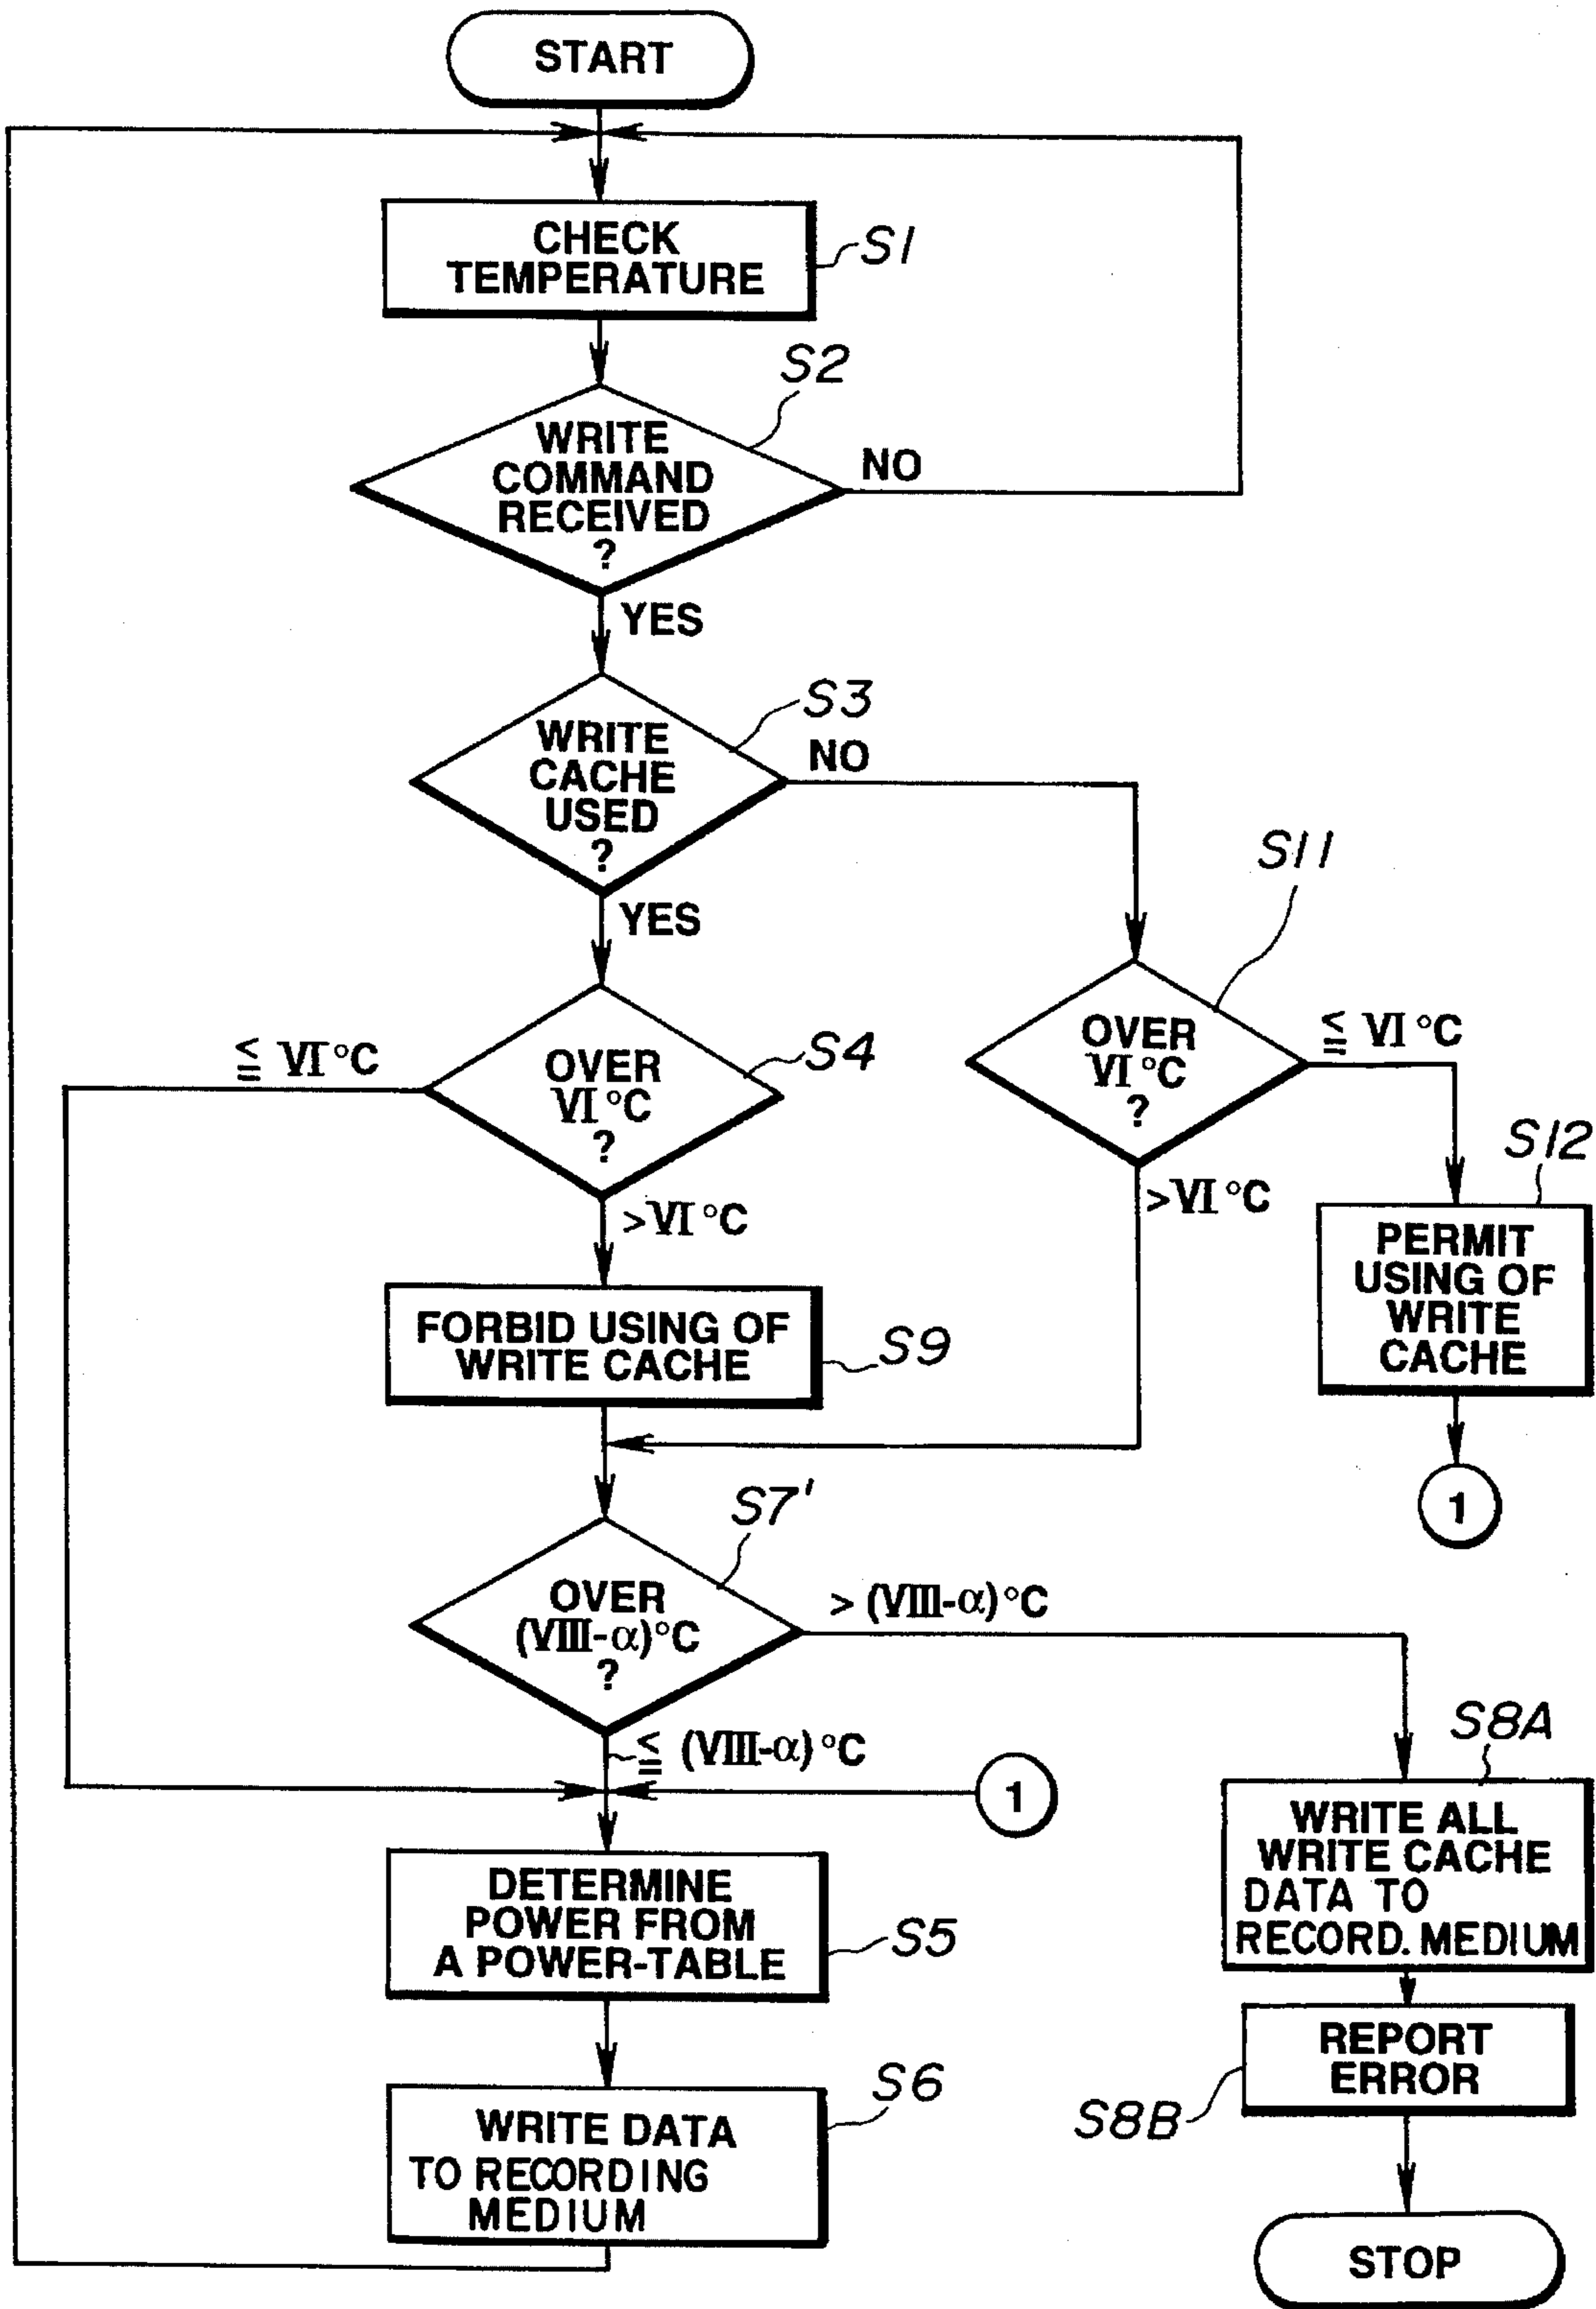 START
CHECK
TEMPERATURE
S1
S2
WRITE
COMMAND
RECEIVED
?
NO
YES
S3
WRITE
CACHE
USED
?
NO
YES
S11
≦ VI °C
OVER
VI °C
?
S4
OVER
VI °C
?
≦ VI °C
S12
>VI °C
>VI °C
PERMIT
USING OF
WRITE
CACHE
FORBID USING OF
WRITE CACHE
S9
1
S7'
OVER
(VIII-α) °C
?
> (VIII-α) °C
≦ (VIII-α) °C
1
S8A
WRITE ALL
WRITE CACHE
DATA TO
RECORD. MEDIUM
DETERMINE
POWER FROM
A POWER-TABLE
S5
REPORT
ERROR
S8B
S6
WRITE DATA
TO RECORDING
MEDIUM
STOP